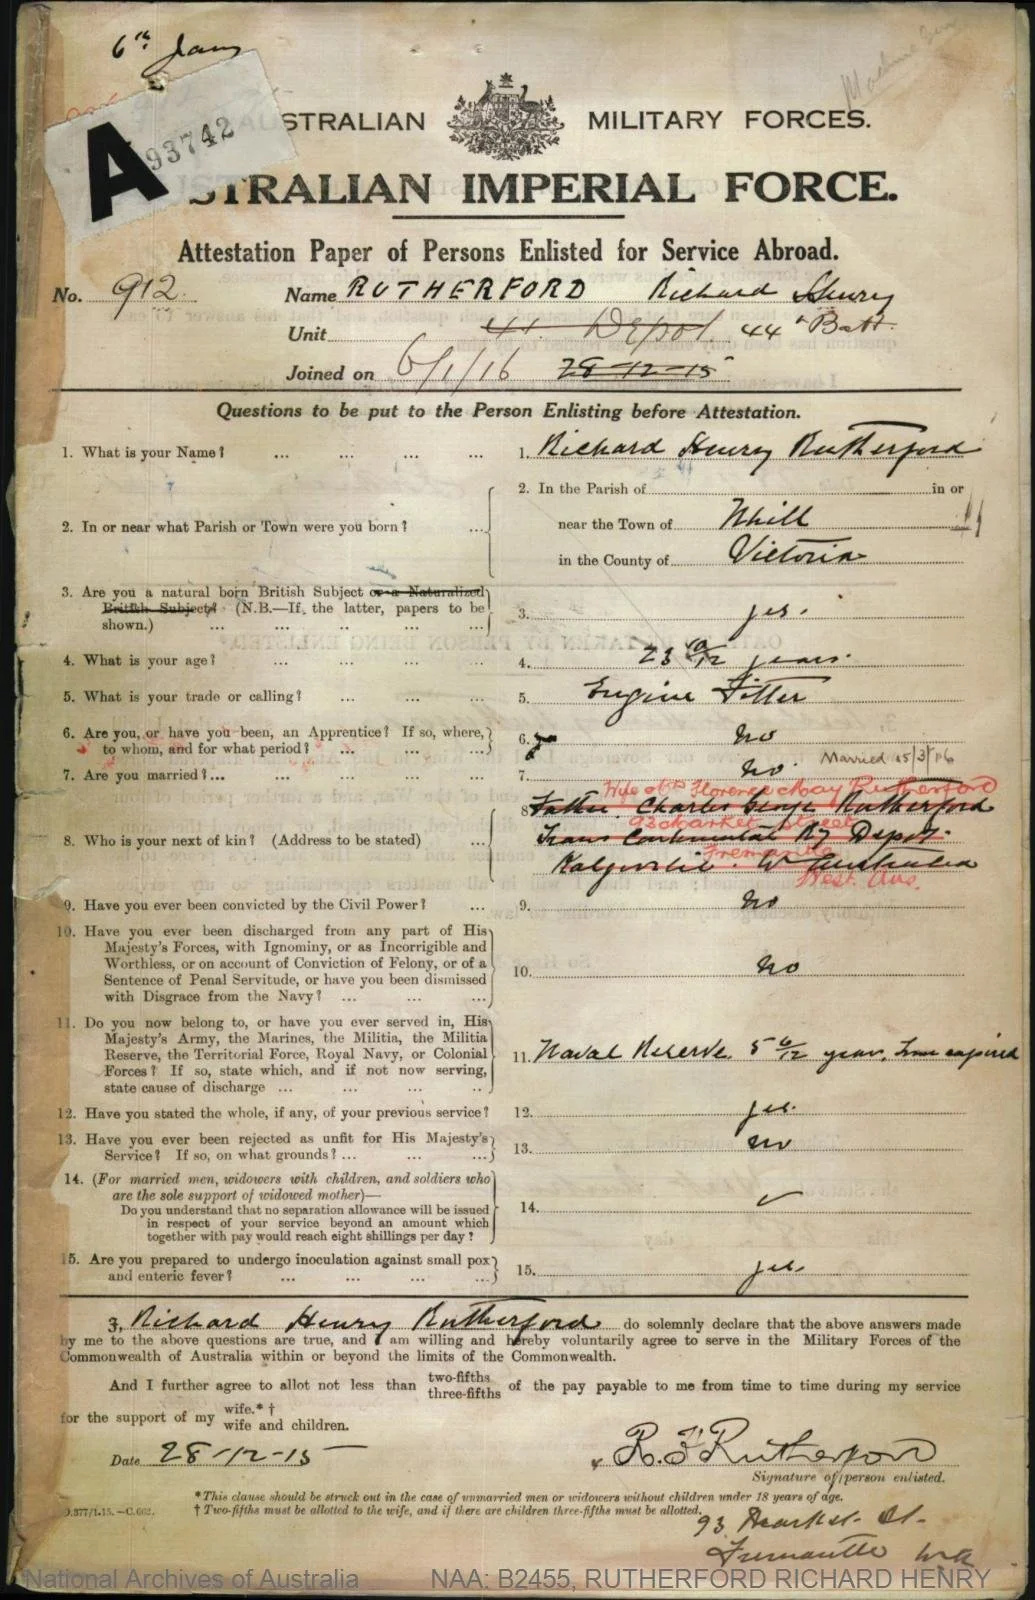 6th Jany
A 93742
AUSTRALIAN MILITARY FORCES.
STRALIAN IMPERIAL FORCE.
Attestation Paper of Persons Enlisted for Service Abroad.
No. 912. Name RUTHERFORD Richard Henry
Unit 44th Batt.
Joined on 6/1/16 28-12-15
Questions to be put to the Person Enlisting before Attestation.
1. What is your Name? ... ... ... ... 1. Richard Henry Rutherford
2. In the Parish of in or
2. In or near what Parish or Town were you born? ... near the Town of Nhill
in the County of Victoria
3. Are you a natural born British Subject or a Naturalized
British Subject? (N.B.—If the latter, papers to be
shown.) ... ... ... ... ... 3. yes.
4. What is your age? ... ... ... ... 4. 23 10/12 years.
5. What is your trade or calling? ... ... ... 5. Engine Fitter
6. Are you, or have you been, an Apprentice? If so, where,
to whom, and for what period? ... ... ... 6. No
7. Are you married?... ... ... ... ... 7. No. Married 15/3/16
Wife Mrs Florence May Rutherford
8. Father Charles George Rutherford
93 Market Street
Trans Continental Ry Depot.
8. Who is your next of kin? (Address to be stated) ...
Fremantle
Kalgoorlie. W Australia
West Aus.
9. Have you ever been convicted by the Civil Power? ... 9. No
10. Have you ever been discharged from any part of His
Majesty's Forces, with Ignominy, or as Incorrigible and
Worthless, or on account of Conviction of Felony, or of a
Sentence of Penal Servitude, or have you been dismissed
with Disgrace from the Navy? ... ... ... 10. No
11. Do you now belong to, or have you ever served in, His
Majesty's Army, the Marines, the Militia, the Militia
Reserve, the Territorial Force, Royal Navy, or Colonial
Forces? If so, state which, and if not now serving,
state cause of discharge ... ... ... .. 11. Naval Reserve. 5 6/12 years, Time expired
12. Have you stated the whole, if any, of your previous service? 12. yes.
13. Have you ever been rejected as unfit for His Majesty's
Service? If so, on what grounds? ... ... ... 13. No
14. (For married men, widowers with children, and soldiers who
are the sole support of widowed mother)—
Do you understand that no separation allowance will be issued
in respect of your service beyond an amount which
together with pay would reach eight shillings per day? 14. ✓
15. Are you prepared to undergo inoculation against small pox
and enteric fever? ... ... ... ... 15. yes.
I, Richard Henry Rutherford do solemnly declare that the above answers made
by me to the above questions are true, and I am willing and hereby voluntarily agree to serve in the Military Forces of the
Commonwealth of Australia within or beyond the limits of the Commonwealth.
And I further agree to allot not less than two-fifths three-fifths of the pay payable to me from time to time during my service
for the support of my wife.* † wife and children.
Date 28-12-15 R. H Rutherford
Signature of person enlisted.
* This clause should be struck out in the case of unmarried men or widowers without children under 18 years of age.
D.377/1.15.—C.602. † Two-fifths must be allotted to the wife, and if there are children three-fifths must be allotted.
93 Market St.
Fremantle WA
National Archives of Australia NAA: B2455, RUTHERFORD RICHARD HENRY